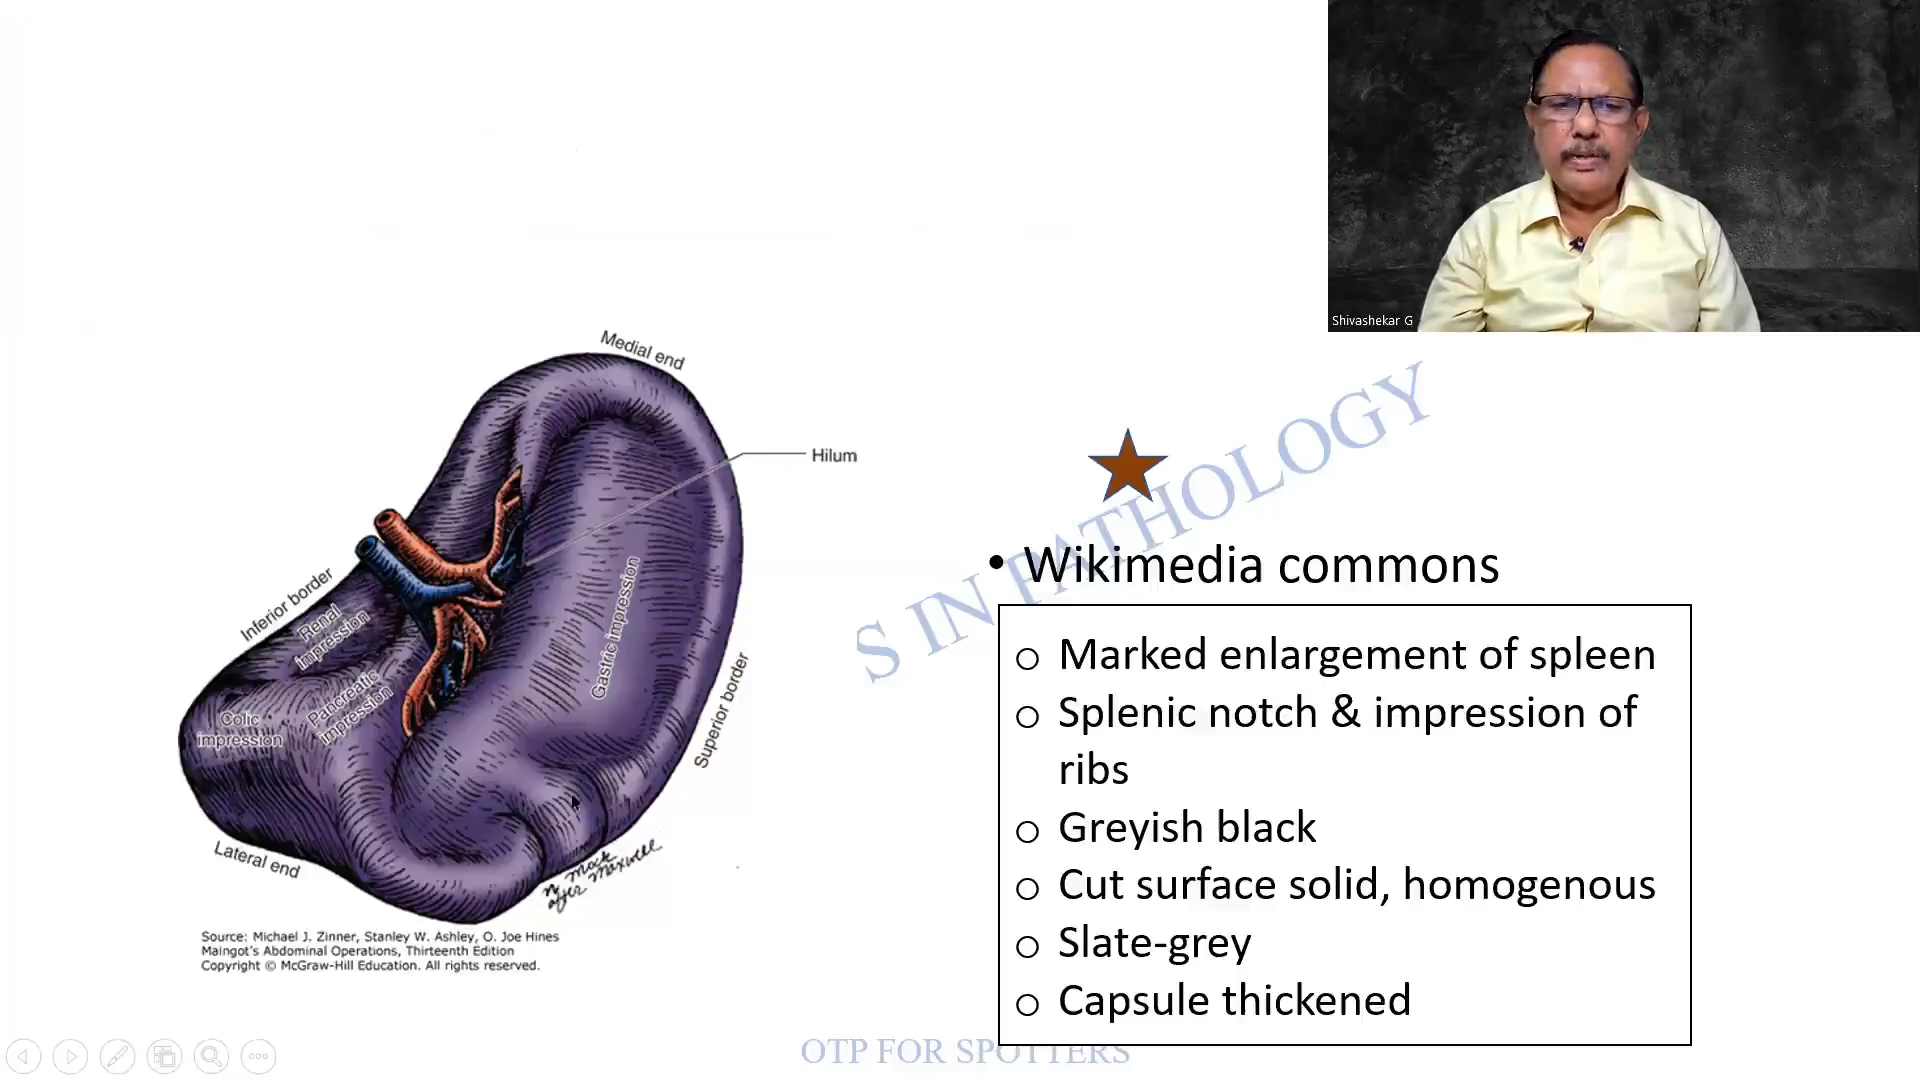 Shivashekar G
Medial end
Hilum
Inferior border
Renal
impression
Gastric impression
Pancreatic
impression
Colic
impression
Superior border
Lateral end
after Maxwell
Source: Michael J. Zinner, Stanley W. Ashley, O. Joe Hines
Maingot's Abdominal Operations, Thirteenth Edition
Copyright © McGraw-Hill Education. All rights reserved.
S IN PATHOLOGY
• Wikimedia commons
o Marked enlargement of spleen
o Splenic notch & impression of
ribs
o Greyish black
o Cut surface solid, homogenous
o Slate-grey
o Capsule thickened
OTP FOR SPOTTERS